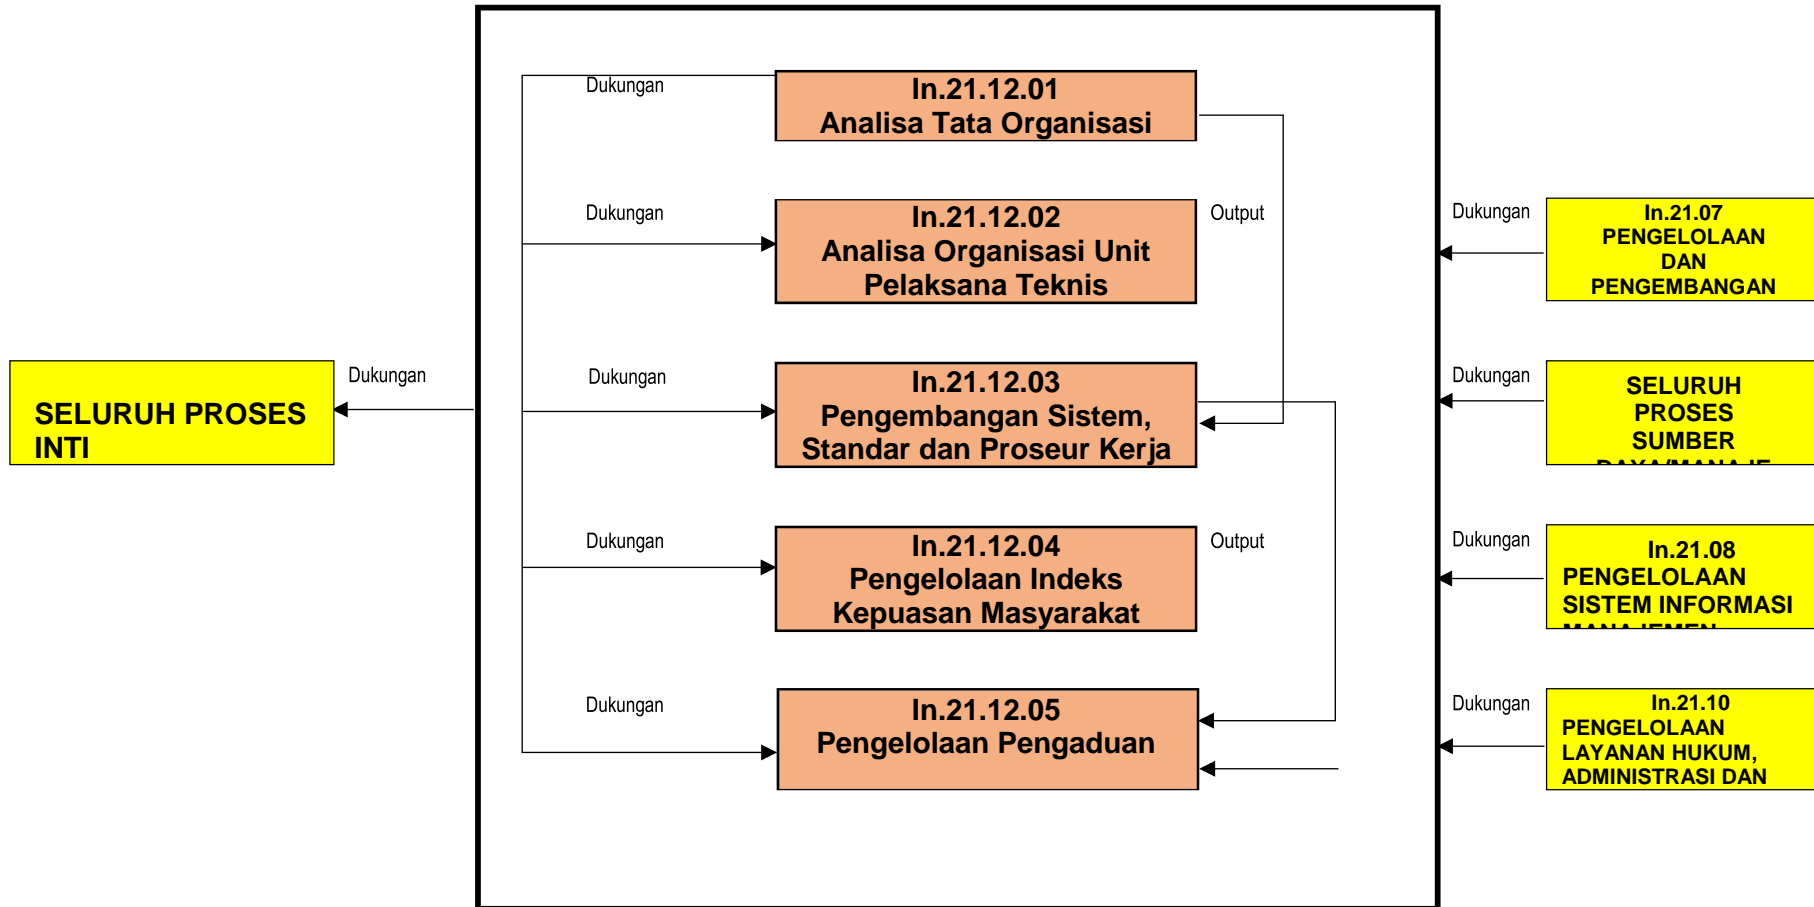 Dukungan
In.21.12.01
Analisa Tata Organisasi
Dukungan
In.21.12.02
Analisa Organisasi Unit
Pelaksana Teknis
Output
Dukungan
In.21.07
PENGELOLAAN
DAN
PENGEMBANGAN
SELURUH PROSES
INTI
Dukungan
Dukungan
In.21.12.03
Pengembangan Sistem,
Standar dan Proseur Kerja
Dukungan
SELURUH
PROSES
SUMBER
Dukungan
In.21.12.04
Pengelolaan Indeks
Kepuasan Masyarakat
Output
Dukungan
In.21.08
PENGELOLAAN
SISTEM INFORMASI
MANAJEMEN
Dukungan
In.21.12.05
Pengelolaan Pengaduan
Dukungan
In.21.10
PENGELOLAAN
LAYANAN HUKUM,
ADMINISTRASI DAN